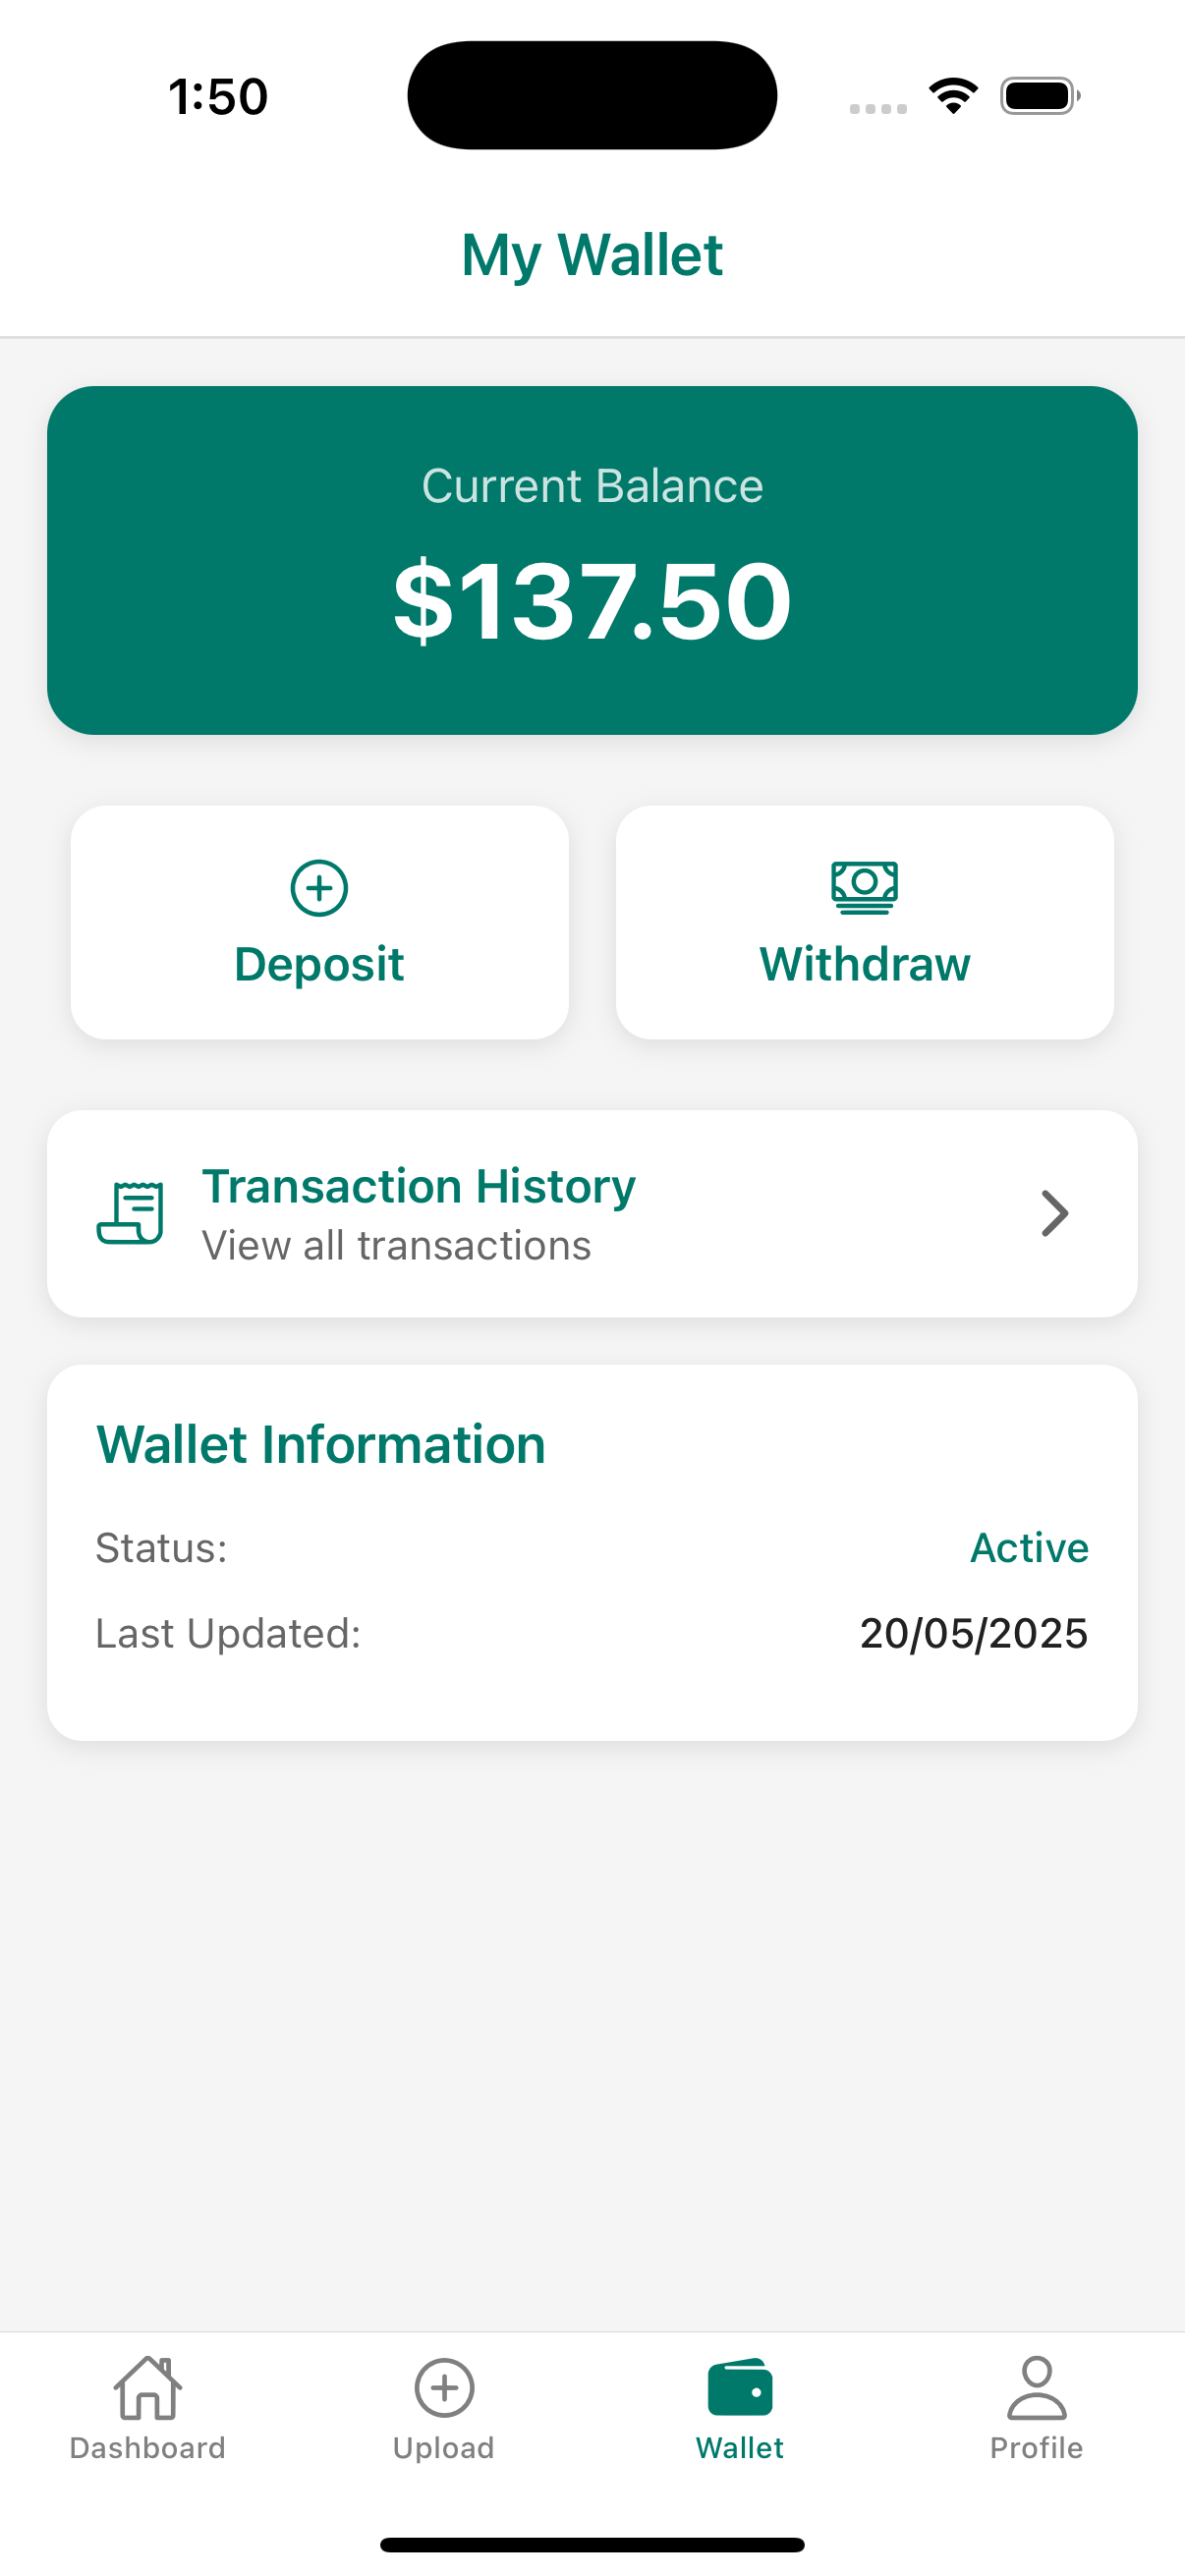 1:50
My Wallet
Current Balance
$137.50
Deposit
Withdraw
Transaction History
View all transactions
Wallet Information
Status:
Active
Last Updated:
20/05/2025
Dashboard
Upload
Wallet
Profile